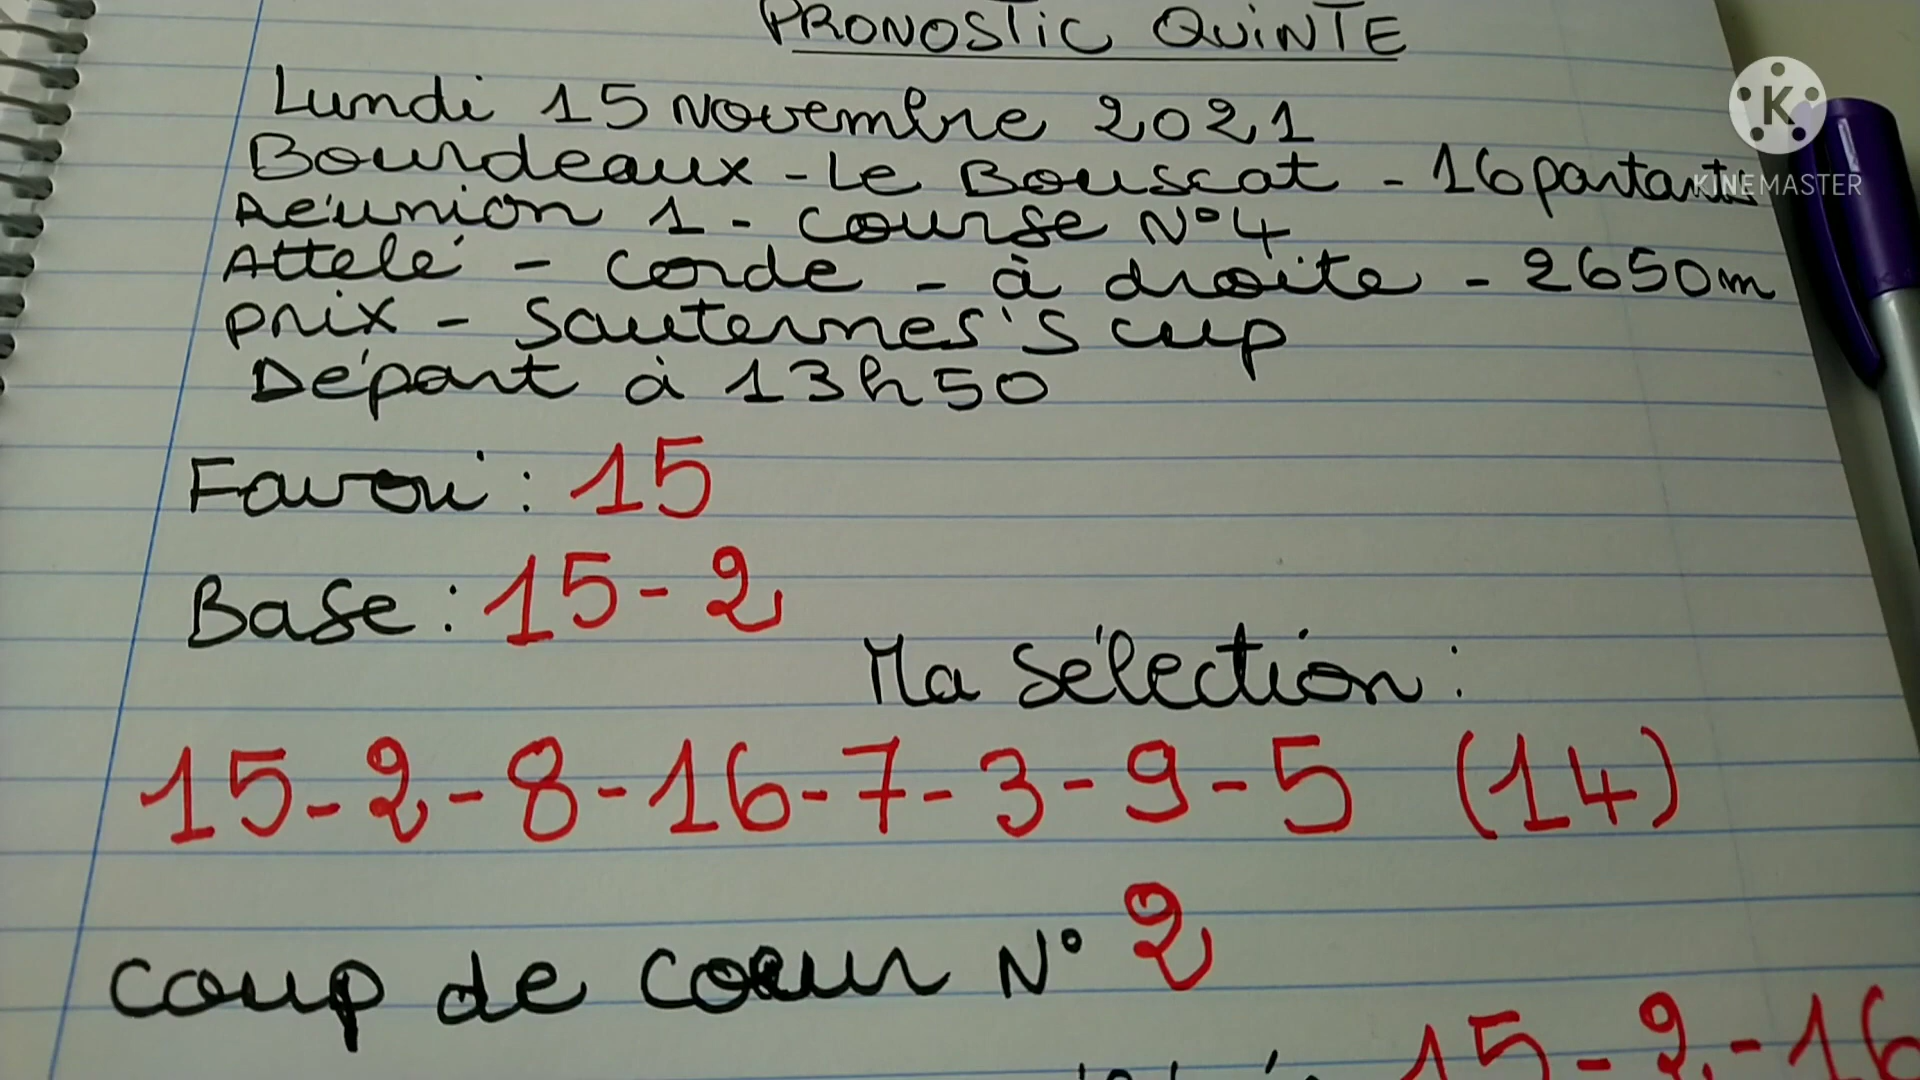 PRONOSTIC QUINTE
Lundi 15 Novembre 2021
Bourdeaux - Le Bouscat - 16 partants
Réunion 1 - course N°4
Attelé - corde - à droite - 2650m
prix - Sauternes's cup
Départ à 13h50
Favori : 15
Base : 15 - 2
Ma sélection :
15 - 2 - 8 - 16 - 7 - 3 - 9 - 5 (14)
coup de coeur N° 2
15 - 2 - 16
K
KINEMASTER